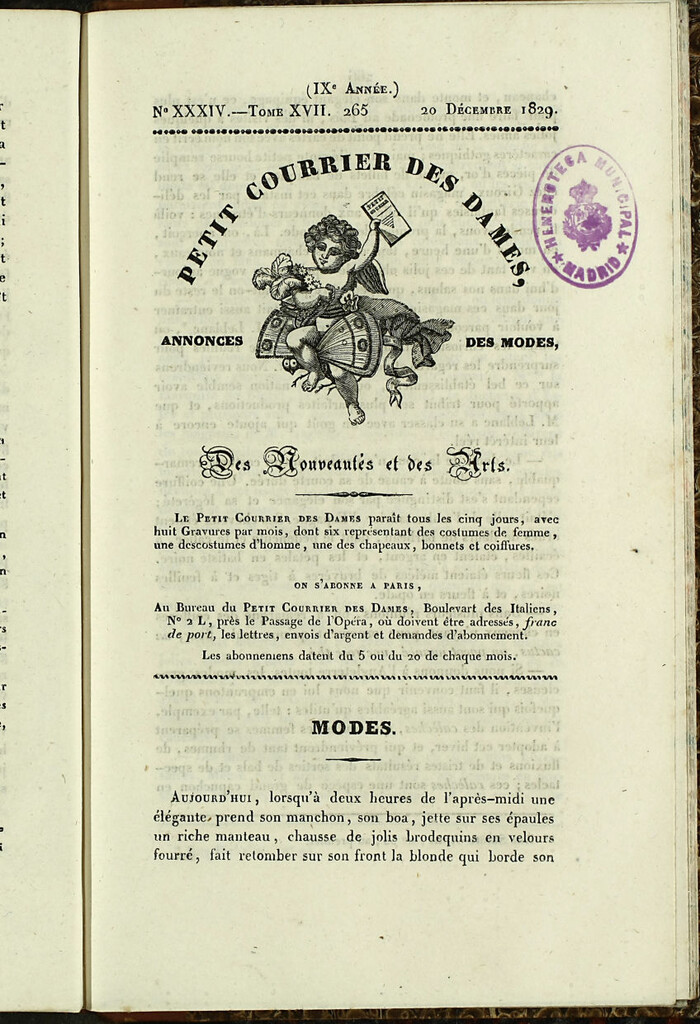 (IXe Année.)
No XXXIV.—Tome XVII. 265 20 Décembre 1829.
PETIT COURRIER DES DAMES,
HEMEROTECA MUNICIPAL
★ MADRID ★
ANNONCES DES MODES,
Des Nouveautés et des Arts.
Le Petit Courrier des Dames paraît tous les cinq jours, avec
huit Gravures par mois, dont six représentant des costumes de femme,
une descostumes d'homme, une des chapeaux, bonnets et coiffures.
ON S'ABONNE A PARIS,
Au Bureau du Petit Courrier des Dames, Boulevart des Italiens,
No 2 L, près le Passage de l'Opéra, où doivent être adressés, franc
de port, les lettres, envois d'argent et demandes d'abonnement.
Les abonnemens datent du 5 ou du 20 de chaque mois.
MODES.
Aujourd'hui, lorsqu'à deux heures de l'après-midi une
élégante prend son manchon, son boa, jette sur ses épaules
un riche manteau, chausse de jolis brodequins en velours
fourré, fait retomber sur son front la blonde qui borde son